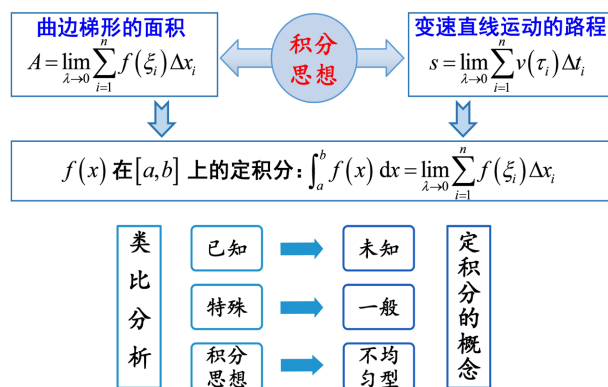 曲边梯形的面积
A=lim_{λ→0}∑_{i=1}^{n} f(ξ_i)Δx_i
积分
思想
变速直线运动的路程
s=lim_{λ→0}∑_{i=1}^{n} v(τ_i)Δt_i
f(x) 在[a,b] 上的定积分：∫_a^b f(x) dx=lim_{λ→0}∑_{i=1}^{n} f(ξ_i)Δx_i
类比分析
已知
未知
特殊
一般
积分
思想
不均
匀型
定积分的概念